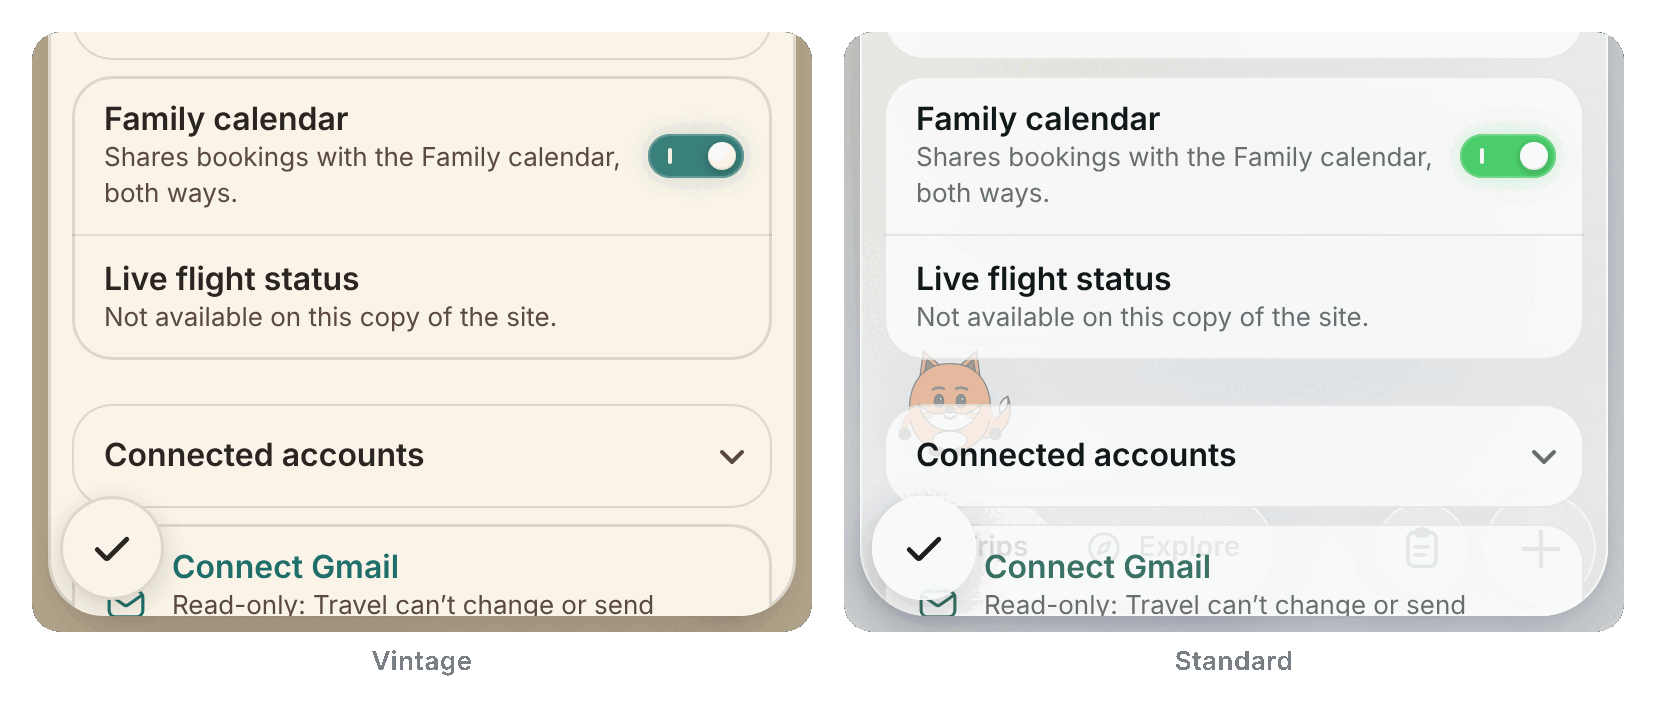 Family calendar
Shares bookings with the Family calendar,
both ways.
Live flight status
Not available on this copy of the site.
Connected accounts
Connect Gmail
Read-only: Travel can’t change or send
Vintage
Family calendar
Shares bookings with the Family calendar,
both ways.
Live flight status
Not available on this copy of the site.
Connected accounts
Explore
Connect Gmail
Read-only: Travel can’t change or send
Standard